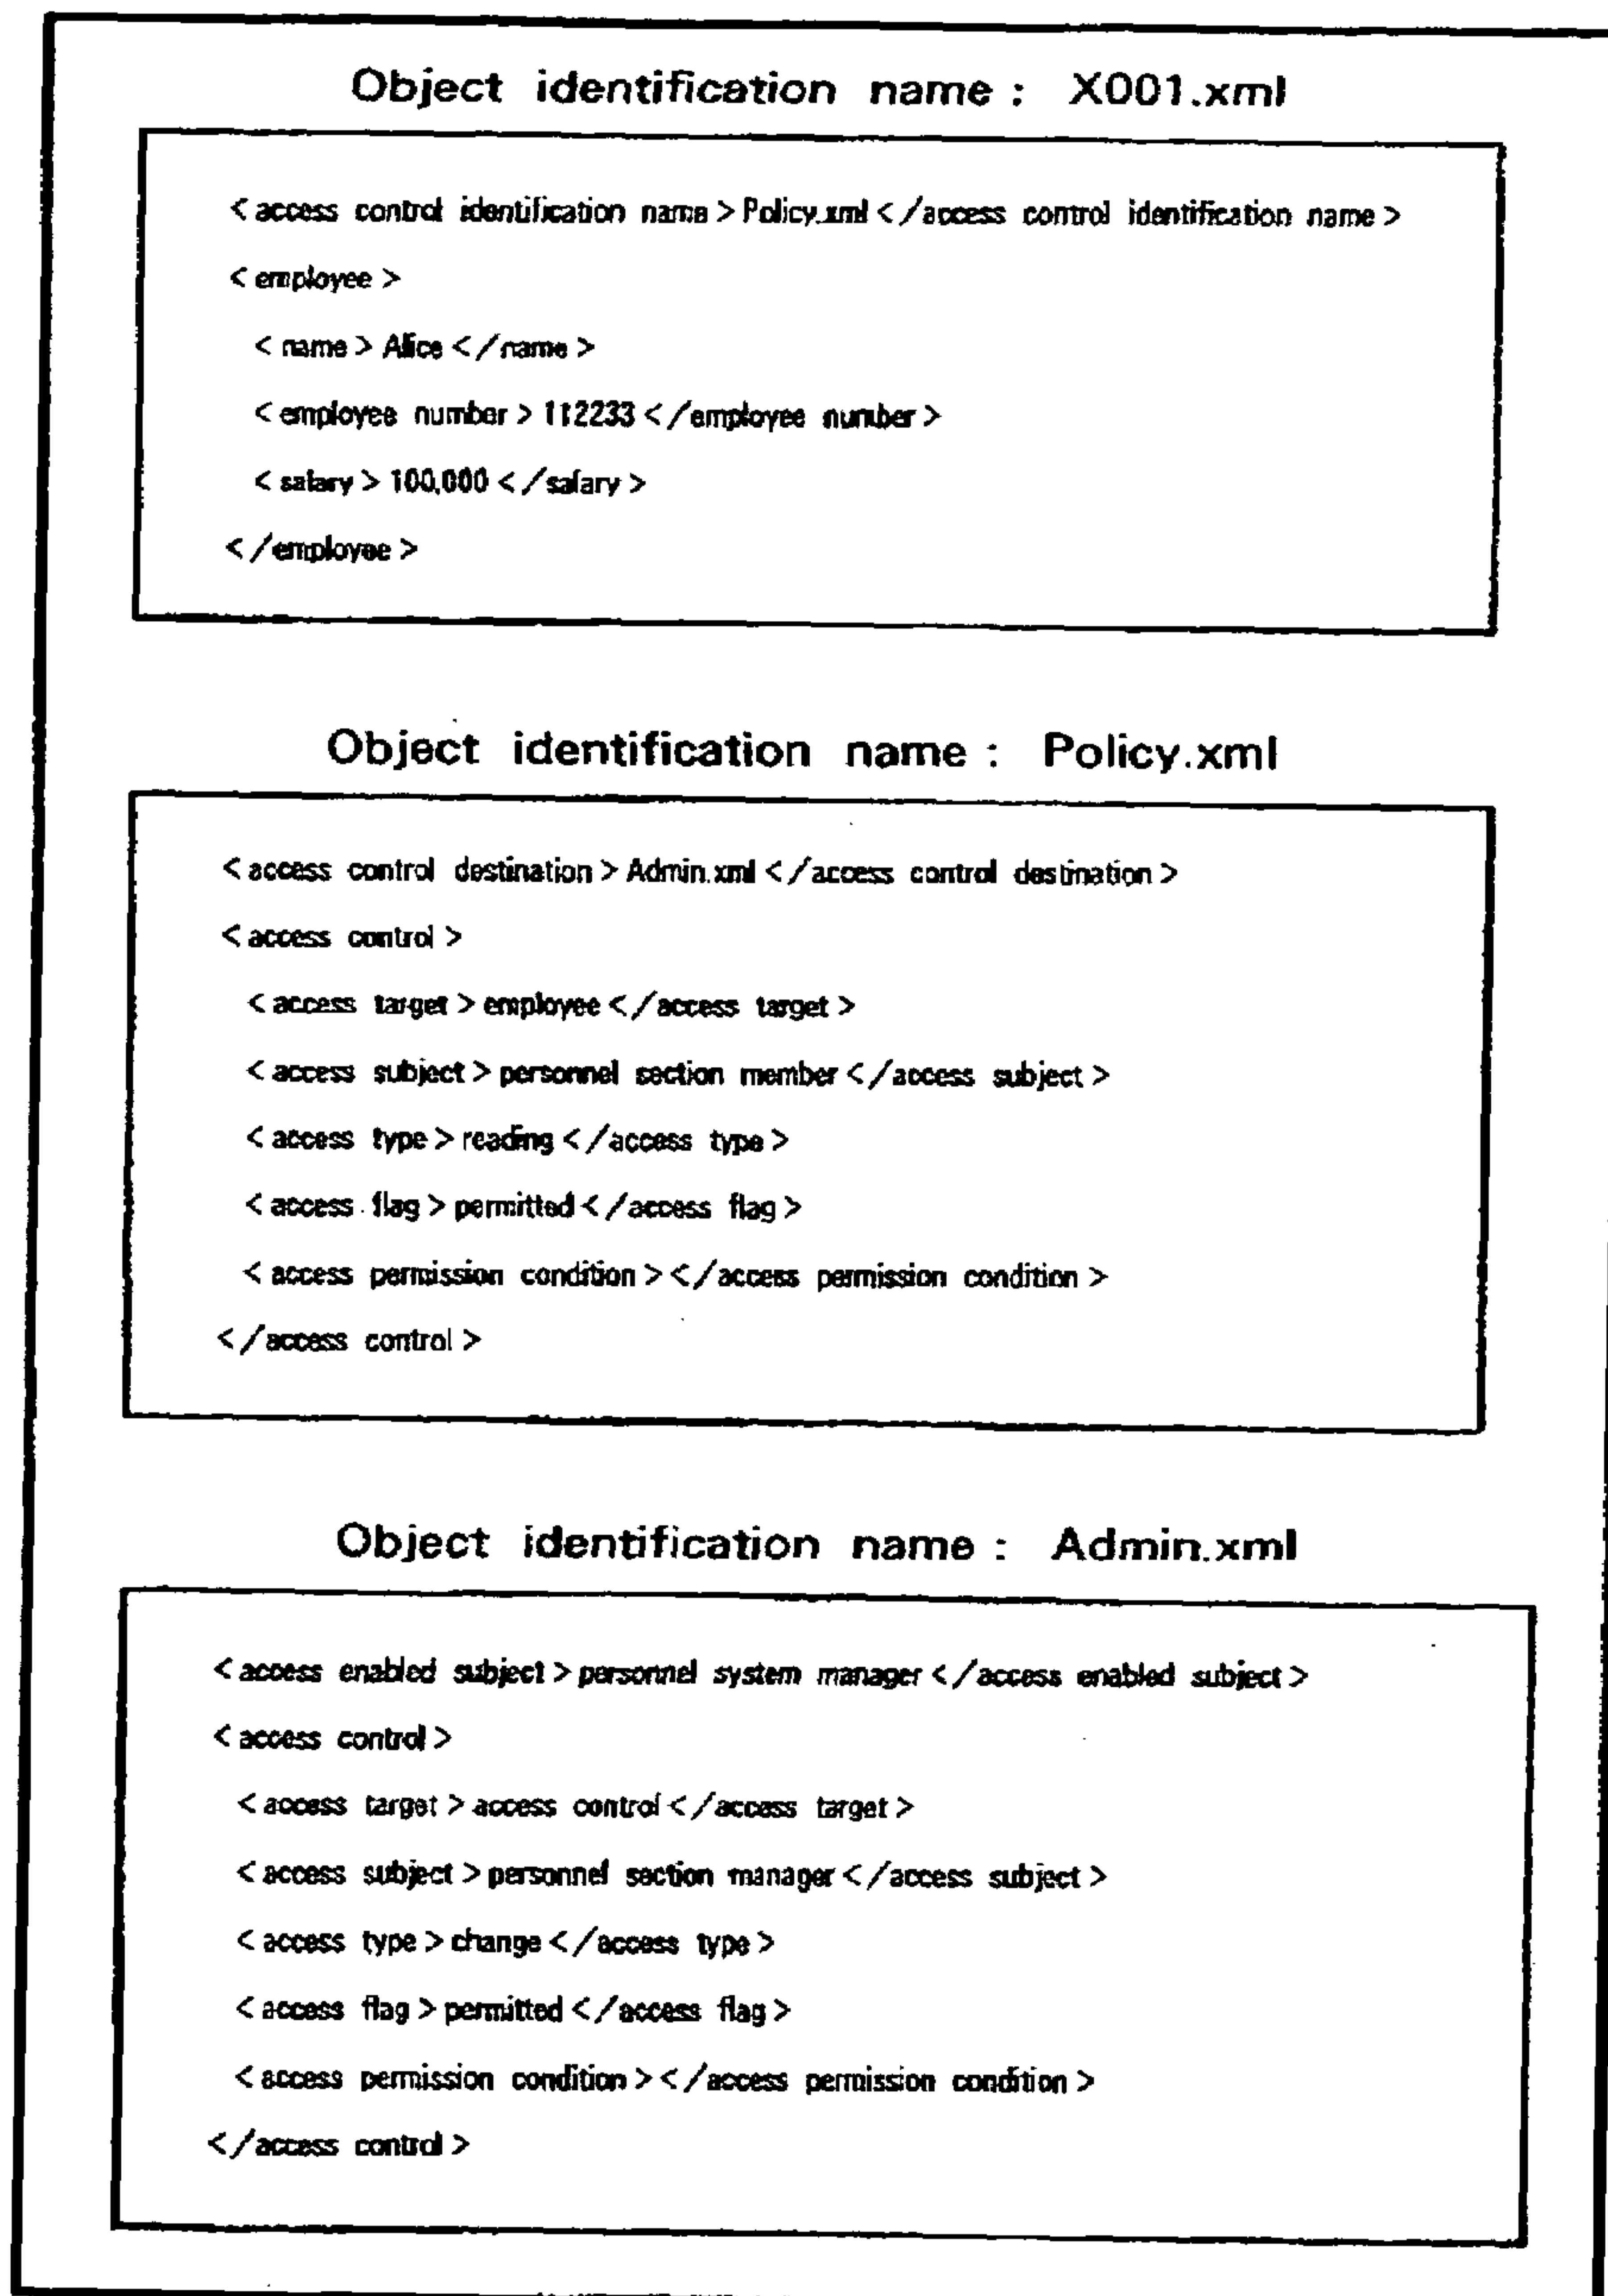 Object identification name : X001.xml
<access control identification name>Policy.xml</access control identification name>
<employee>
<name>Alice</name>
<employee number>112233</employee number>
<salary>100,000</salary>
</employee>
Object identification name : Policy.xml
<access control destination>Admin.xml</access control destination>
<access control>
<access target>employee</access target>
<access subject>personnel section member</access subject>
<access type>reading</access type>
<access flag>permitted</access flag>
<access permission condition></access permission condition>
</access control>
Object identification name : Admin.xml
<access enabled subject>personnel system manager</access enabled subject>
<access control>
<access target>access control</access target>
<access subject>personnel section manager</access subject>
<access type>change</access type>
<access flag>permitted</access flag>
<access permission condition></access permission condition>
</access control>